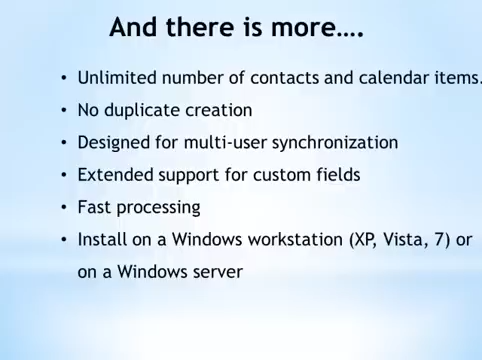 And there is more….
• Unlimited number of contacts and calendar items.
• No duplicate creation
• Designed for multi-user synchronization
• Extended support for custom fields
• Fast processing
• Install on a Windows workstation (XP, Vista, 7) or
on a Windows server